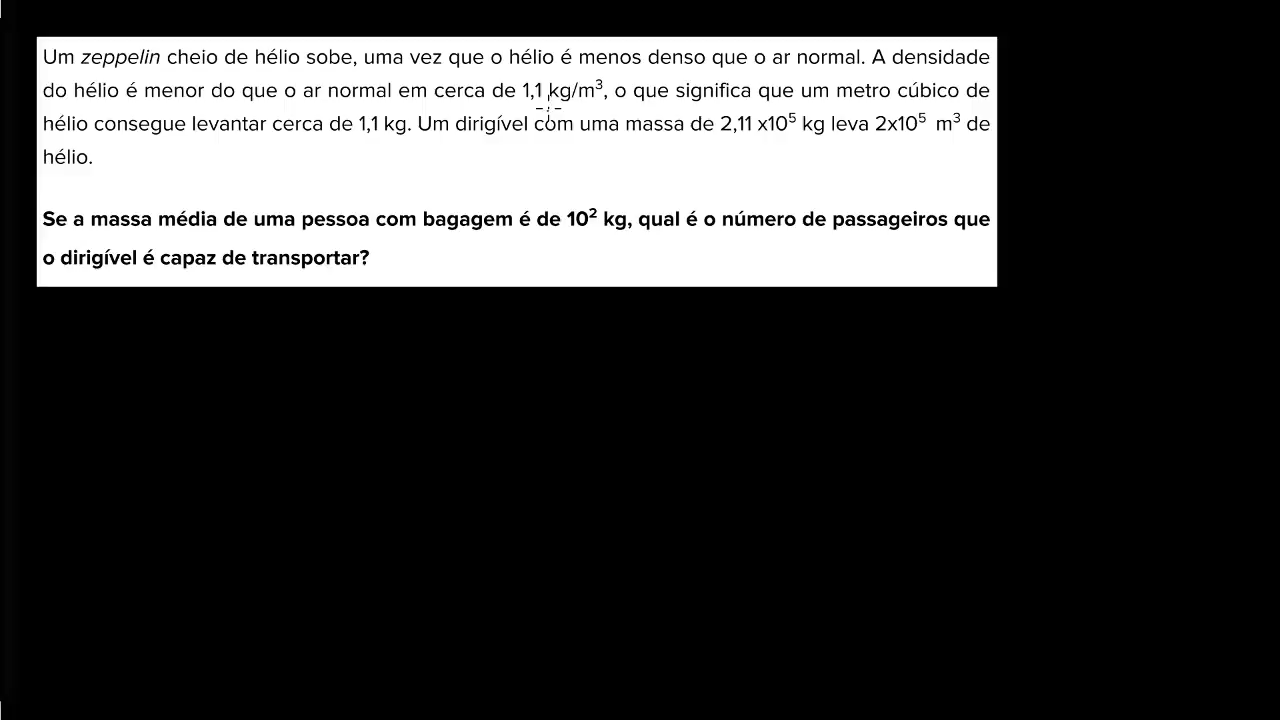 Um zeppelin cheio de hélio sobe, uma vez que o hélio é menos denso que o ar normal. A densidade
do hélio é menor do que o ar normal em cerca de 1,1 kg/m³, o que significa que um metro cúbico de
hélio consegue levantar cerca de 1,1 kg. Um dirigível com uma massa de 2,11 x10⁵ kg leva 2x10⁵ m³ de
hélio.
Se a massa média de uma pessoa com bagagem é de 10² kg, qual é o número de passageiros que
o dirigível é capaz de transportar?